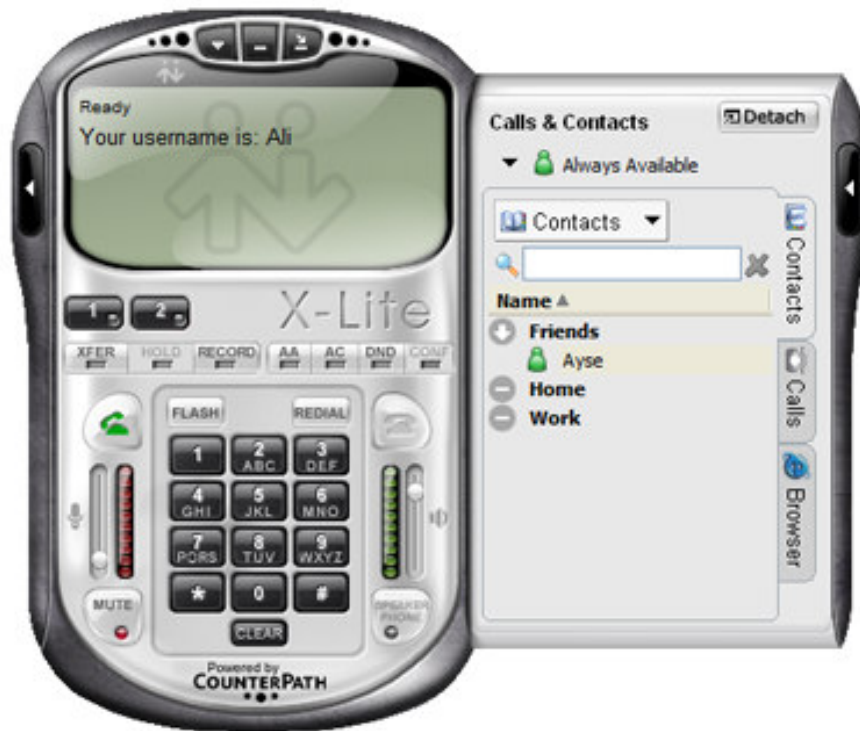 Ready
Your username is: Ali
1 2
X-Lite
XFER HOLD RECORD AA AC DND CONF
FLASH REDIAL
1 2 ABC 3 DEF
4 GHI 5 JKL 6 MNO
7 PQRS 8 TUV 9 WXYZ
* 0 #
MUTE
SPEAKER PHONE
CLEAR
Powered by
COUNTERPATH
Calls & Contacts
Detach
Always Available
Contacts
Name
Friends
Ayse
Home
Work
Contacts
Calls
Browser